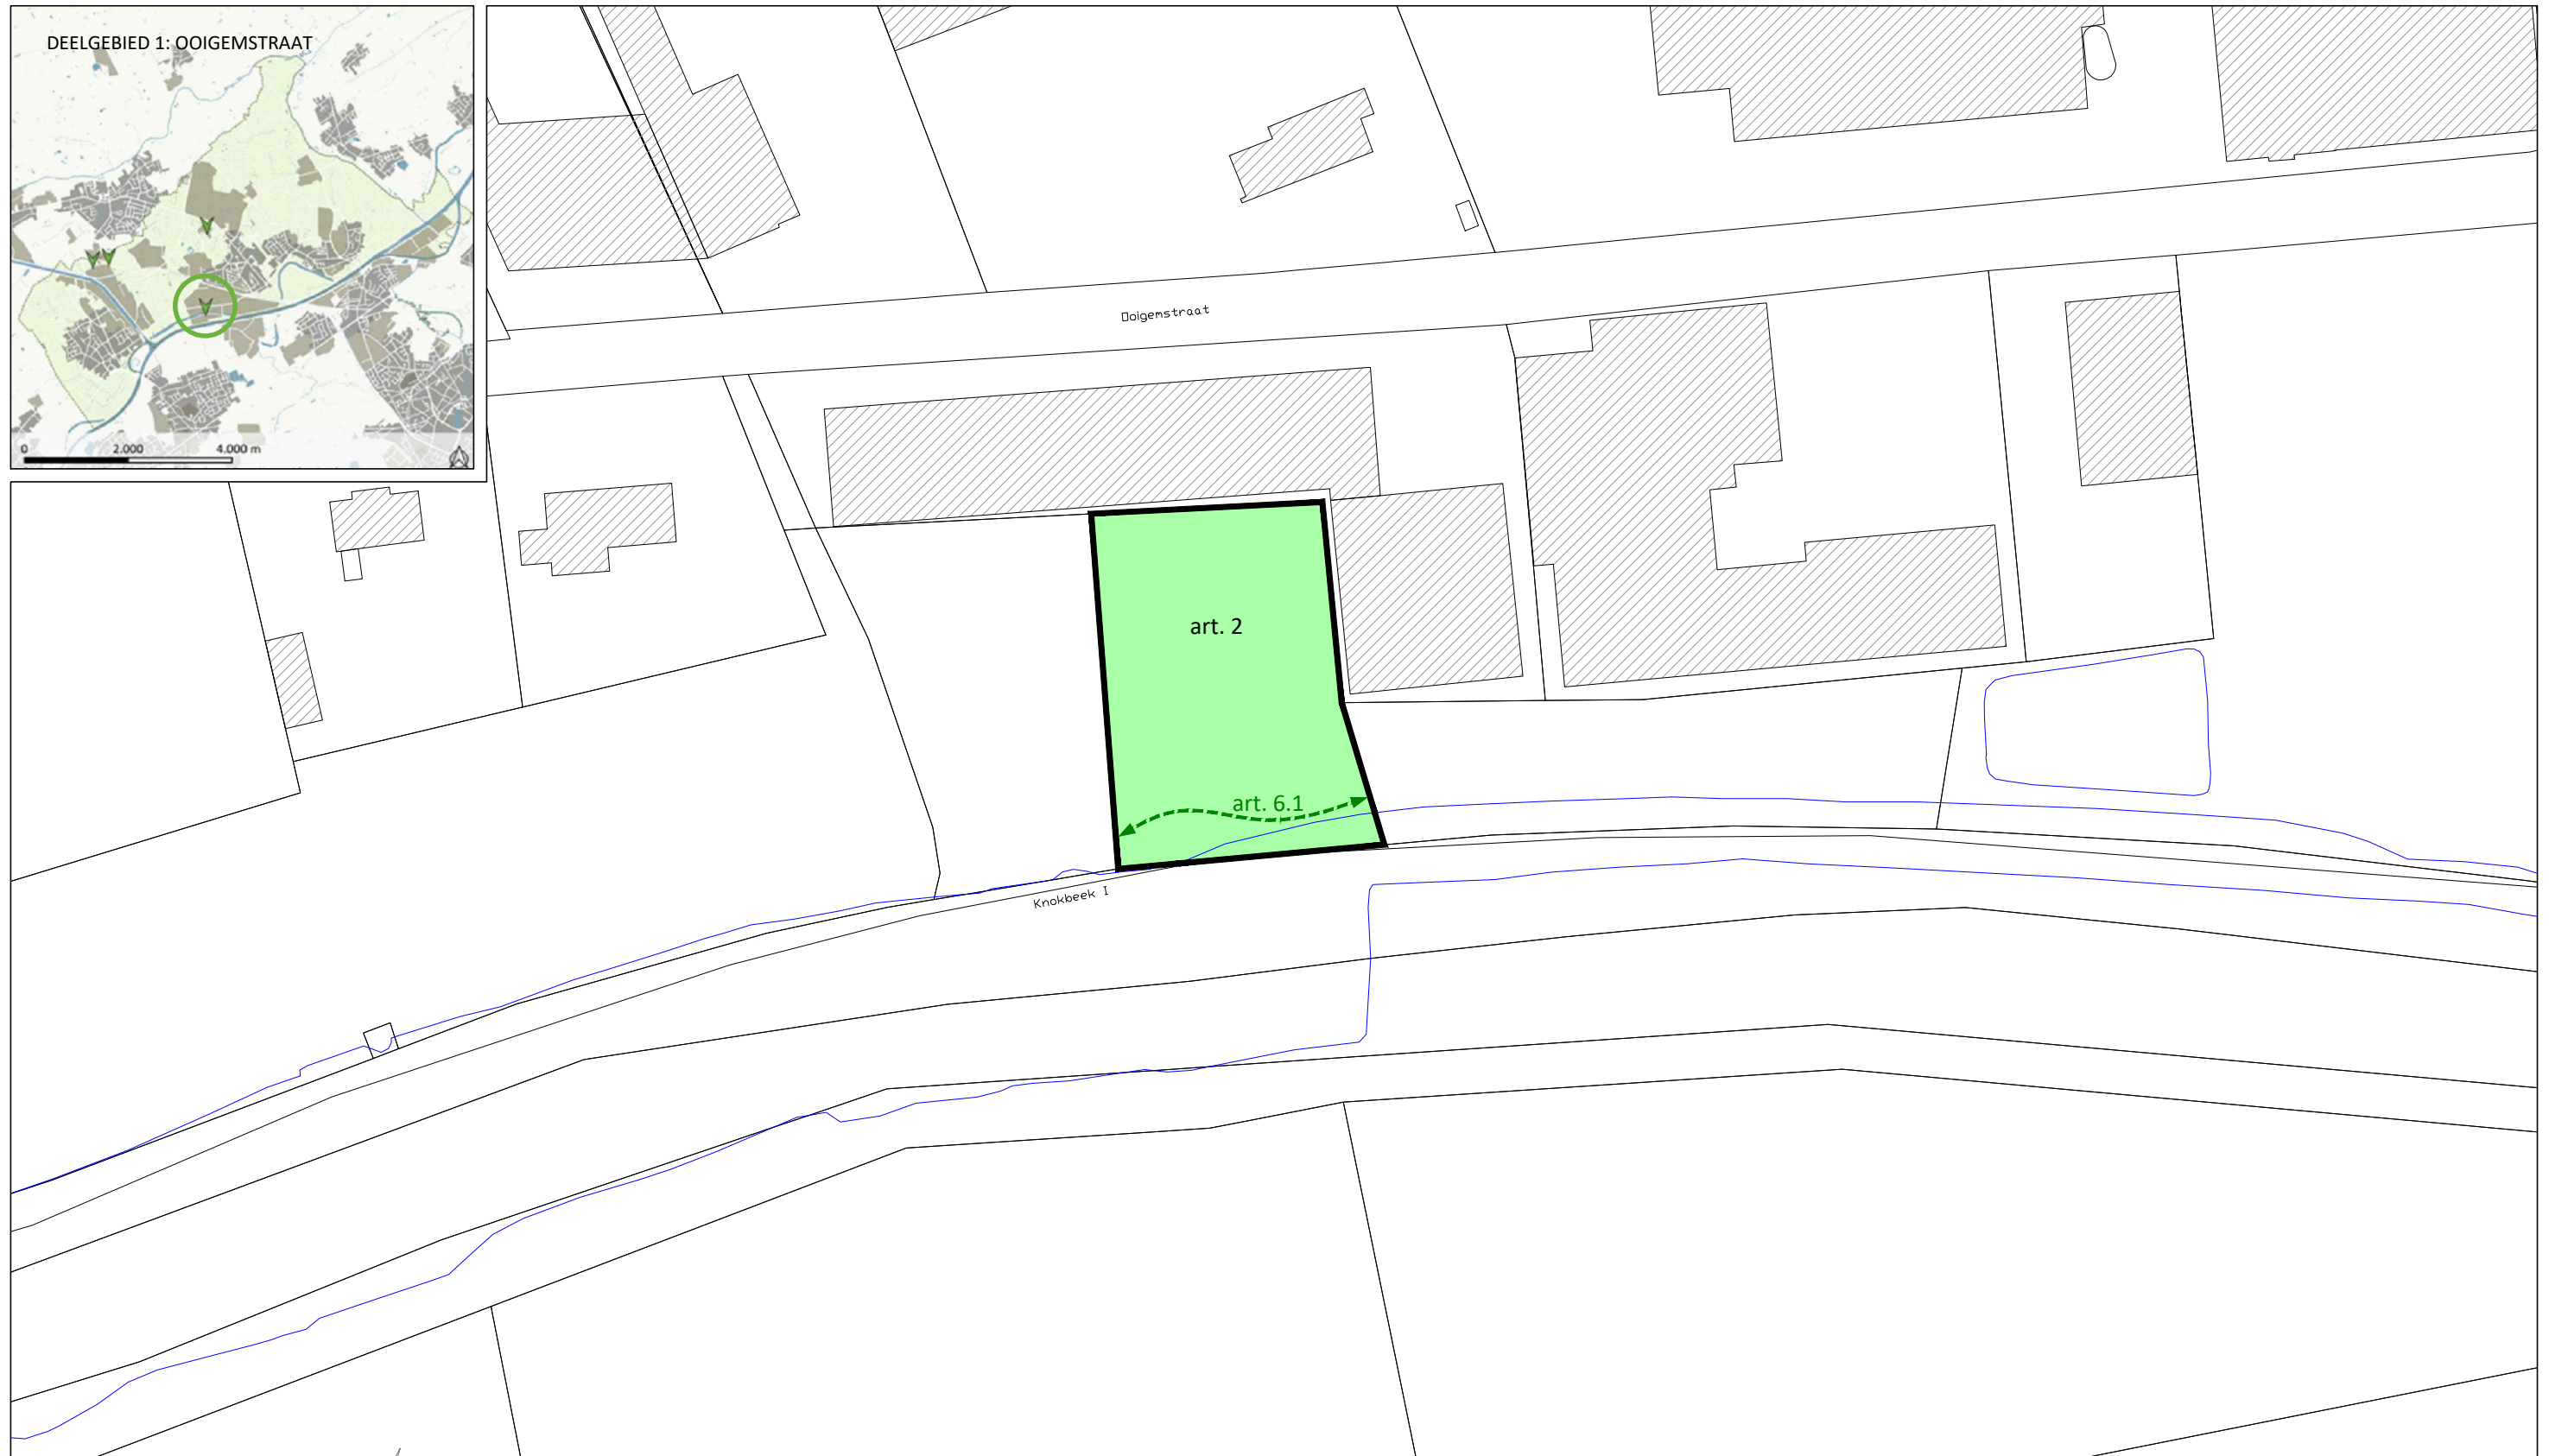 DEELGEBIED 1: OOIGEMSTRAAT
0 2.000 4.000 m
Ooigemstraat
art. 2
art. 6.1
Knokbeek I